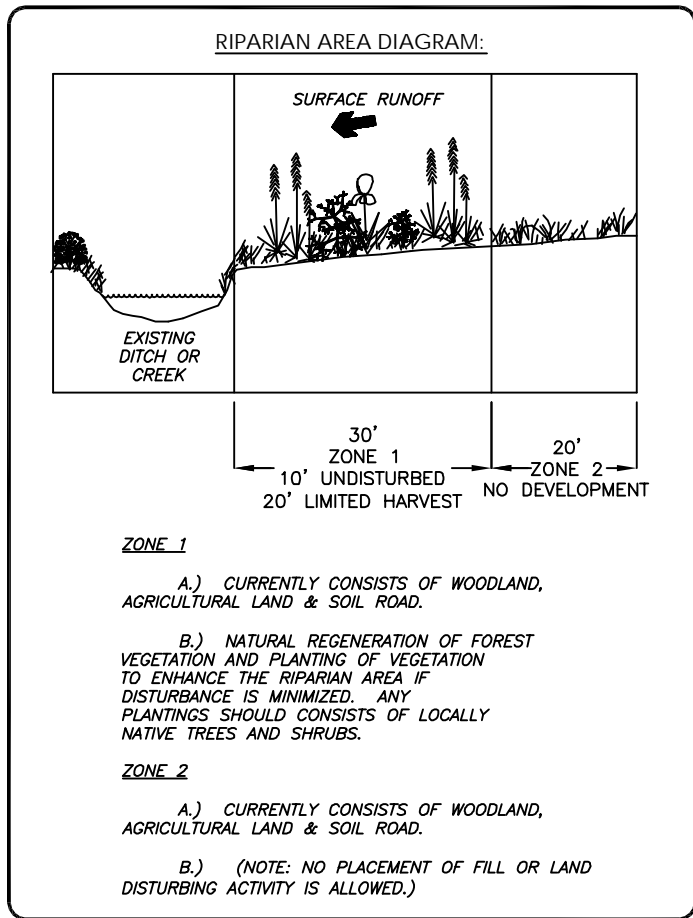 RIPARIAN AREA DIAGRAM:
SURFACE RUNOFF
EXISTING
DITCH OR
CREEK
30'
ZONE 1
10' UNDISTURBED
20' LIMITED HARVEST
20'
ZONE 2
NO DEVELOPMENT
ZONE 1
A.) CURRENTLY CONSISTS OF WOODLAND,
AGRICULTURAL LAND & SOIL ROAD.
B.) NATURAL REGENERATION OF FOREST
VEGETATION AND PLANTING OF VEGETATION
TO ENHANCE THE RIPARIAN AREA IF
DISTURBANCE IS MINIMIZED. ANY
PLANTINGS SHOULD CONSISTS OF LOCALLY
NATIVE TREES AND SHRUBS.
ZONE 2
A.) CURRENTLY CONSISTS OF WOODLAND,
AGRICULTURAL LAND & SOIL ROAD.
B.) (NOTE: NO PLACEMENT OF FILL OR LAND
DISTURBING ACTIVITY IS ALLOWED.)